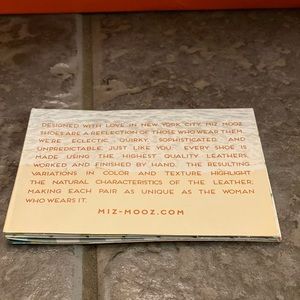 DESIGNED WITH LOVE IN NEW YORK CITY, MIZ MOOZ
SHOES ARE A REFLECTION OF THOSE WHO WEAR THEM.
WE'RE ECLECTIC, QUIRKY, SOPHISTICATED AND
UNPREDICTABLE, JUST LIKE YOU. EVERY SHOE IS
MADE USING THE HIGHEST QUALITY LEATHERS,
WORKED AND FINISHED BY HAND. THE RESULTING
VARIATIONS IN COLOR AND TEXTURE HIGHLIGHT
THE NATURAL CHARACTERISTICS OF THE LEATHER,
MAKING EACH PAIR AS UNIQUE AS THE WOMAN
WHO WEARS IT.
MIZ-MOOZ.COM